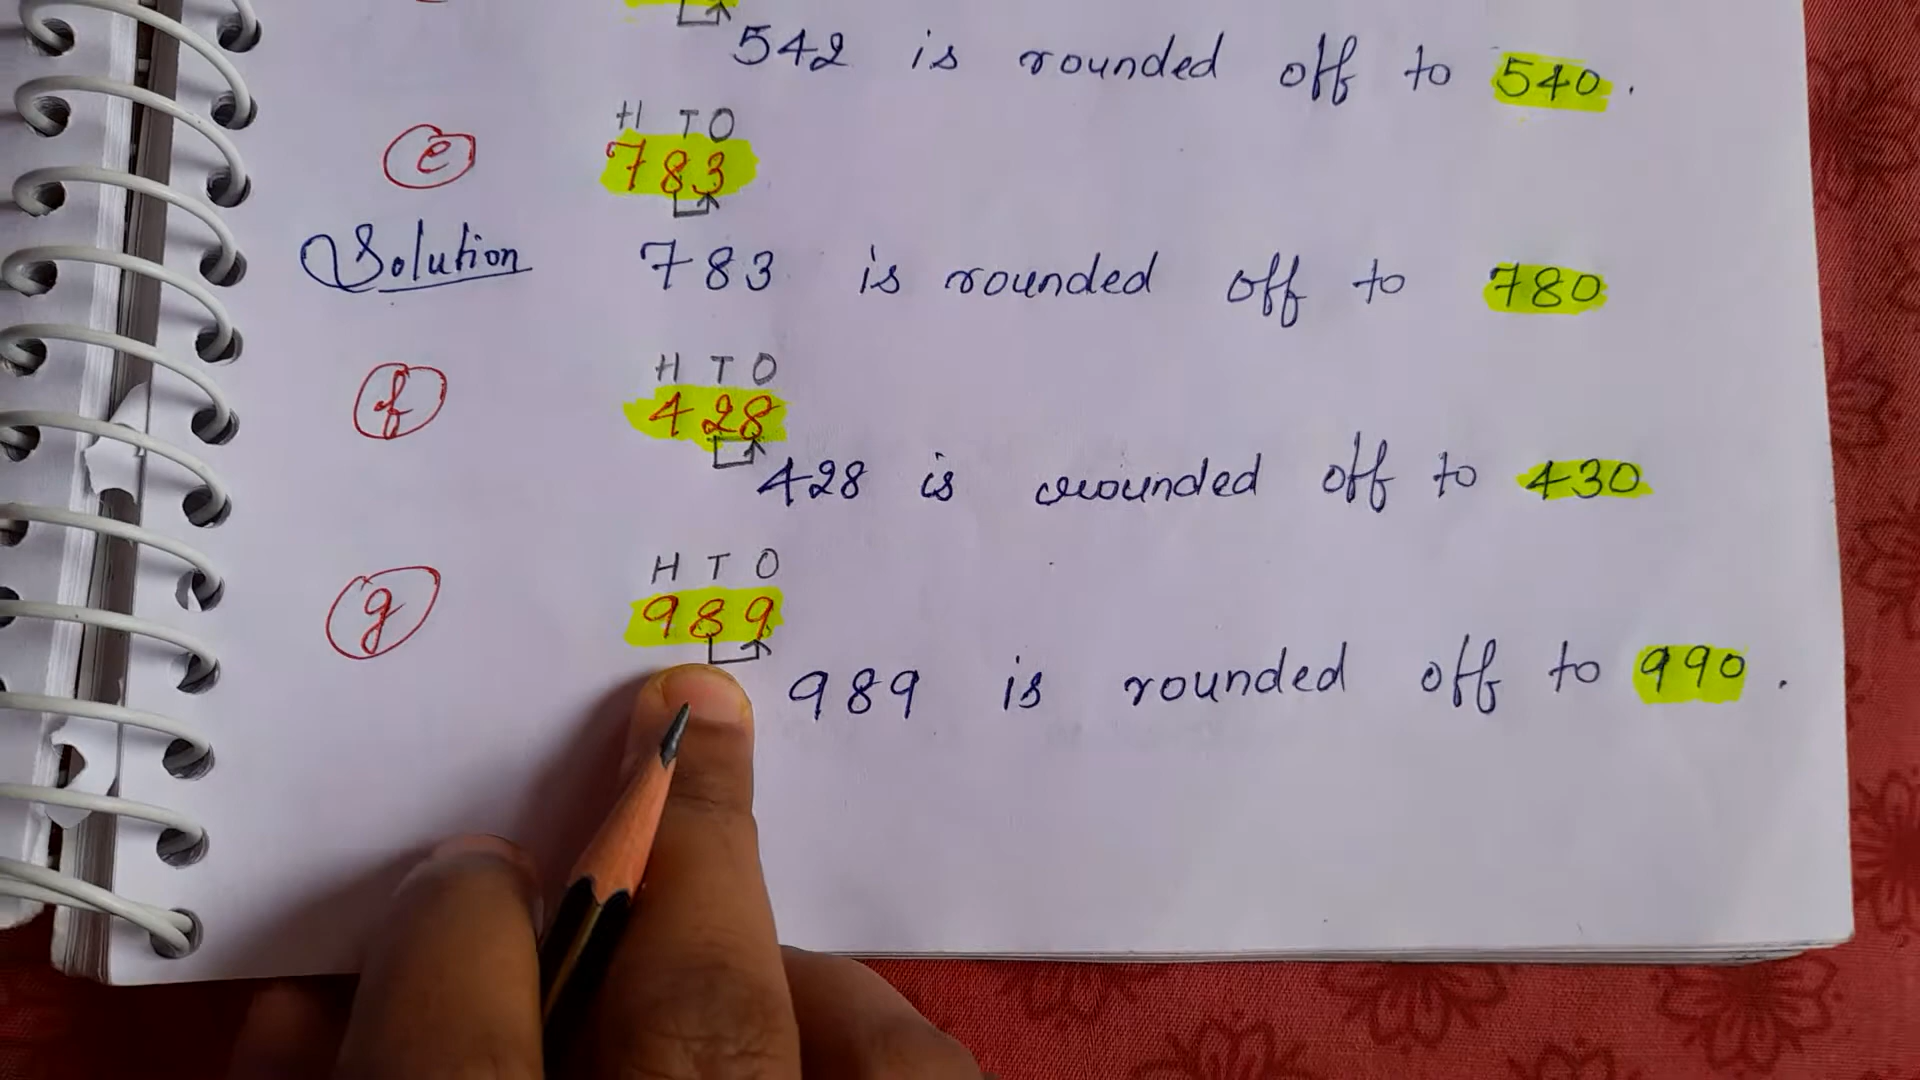 542 is rounded off to 540.
H T O
e 783
Solution 783 is rounded off to 780
H T O
f 428
428 is rounded off to 430
H T O
g 989
989 is rounded off to 990.